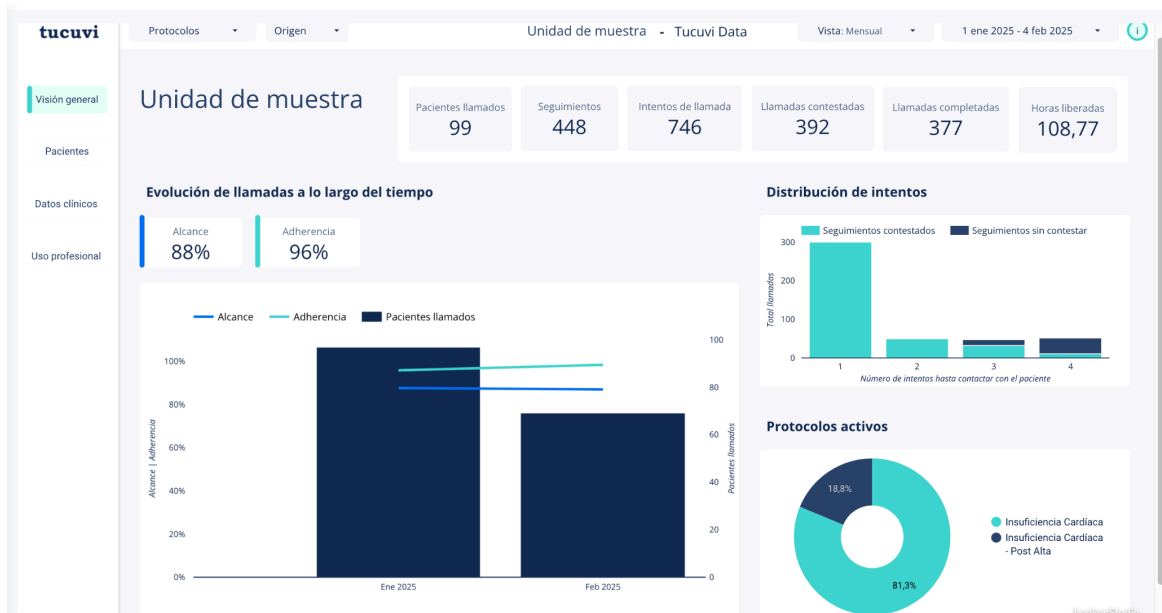 tucuvi
Protocolos
Origen
Unidad de muestra - Tucuvi Data
Vista: Mensual
1 ene 2025 - 4 feb 2025
i
Visión general
Pacientes
Datos clínicos
Uso profesional
Unidad de muestra
Pacientes llamados
99
Seguimientos
448
Intentos de llamada
746
Llamadas contestadas
392
Llamadas completadas
377
Horas liberadas
108,77
Evolución de llamadas a lo largo del tiempo
Alcance
88%
Adherencia
96%
Alcance
Adherencia
Pacientes llamados
100%
80%
60%
40%
20%
0%
Alcance | Adherencia
100
80
60
40
20
0
Pacientes llamados
Ene 2025
Feb 2025
Distribución de intentos
Seguimientos contestados
Seguimientos sin contestar
300
200
100
0
Total llamadas
1
2
3
4
Número de intentos hasta contactar con el paciente
Protocolos activos
18,8%
81,3%
Insuficiencia Cardíaca
Insuficiencia Cardíaca
- Post Alta